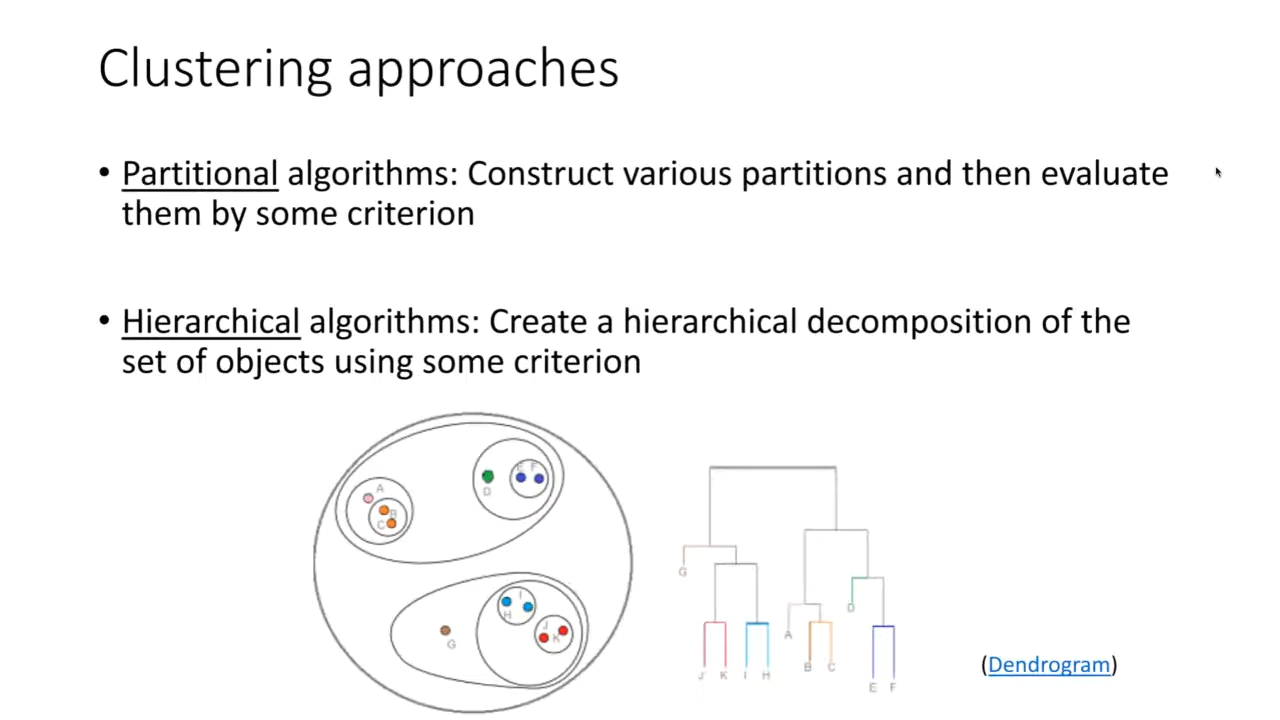 Clustering approaches
• Partitional algorithms: Construct various partitions and then evaluate
them by some criterion
• Hierarchical algorithms: Create a hierarchical decomposition of the
set of objects using some criterion
E F
D
A
B
C
I
H
J
K
G
G
D
A
J K I H
B C
E F
(Dendrogram)